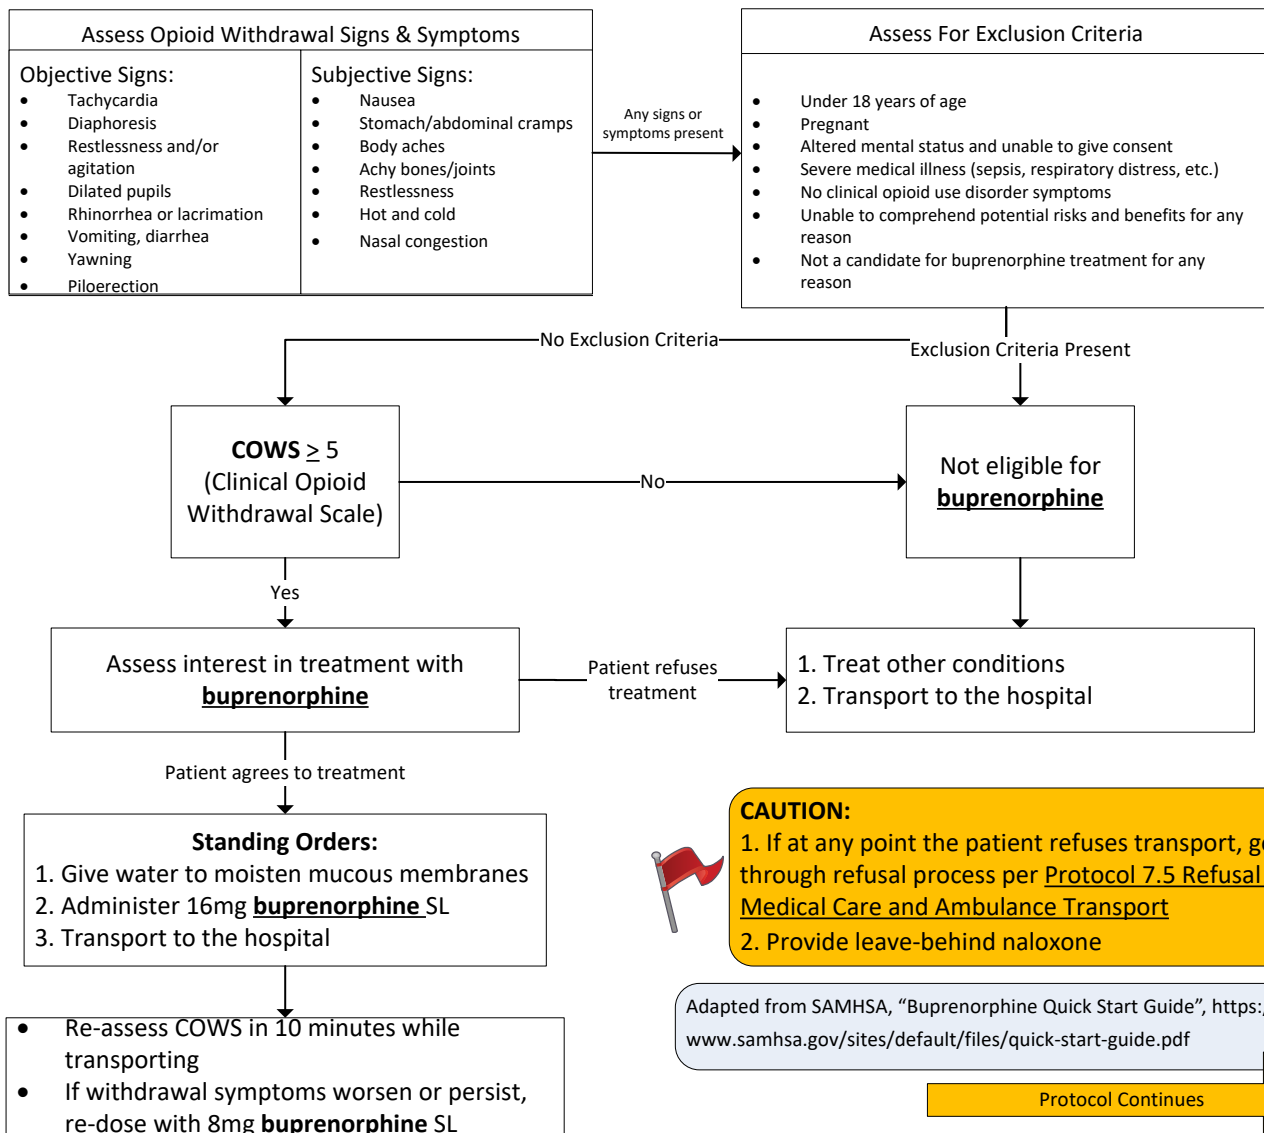 Assess Opioid Withdrawal Signs & Symptoms
Objective Signs:
• Tachycardia
• Diaphoresis
• Restlessness and/or
agitation
• Dilated pupils
• Rhinorrhea or lacrimation
• Vomiting, diarrhea
• Yawning
• Piloerection
Subjective Signs:
• Nausea
• Stomach/abdominal cramps
• Body aches
• Achy bones/joints
• Restlessness
• Hot and cold
• Nasal congestion
Any signs or
symptoms present
Assess For Exclusion Criteria
• Under 18 years of age
• Pregnant
• Altered mental status and unable to give consent
• Severe medical illness (sepsis, respiratory distress, etc.)
• No clinical opioid use disorder symptoms
• Unable to comprehend potential risks and benefits for any
reason
• Not a candidate for buprenorphine treatment for any
reason
No Exclusion Criteria
Exclusion Criteria Present
COWS ≥ 5
(Clinical Opioid
Withdrawal Scale)
No
Not eligible for
buprenorphine
Yes
Assess interest in treatment with
buprenorphine
Patient refuses
treatment
1. Treat other conditions
2. Transport to the hospital
Patient agrees to treatment
Standing Orders:
1. Give water to moisten mucous membranes
2. Administer 16mg buprenorphine SL
3. Transport to the hospital
CAUTION:
1. If at any point the patient refuses transport, go
through refusal process per Protocol 7.5 Refusal
Medical Care and Ambulance Transport
2. Provide leave-behind naloxone
Adapted from SAMHSA, “Buprenorphine Quick Start Guide”, https:/
www.samhsa.gov/sites/default/files/quick-start-guide.pdf
• Re-assess COWS in 10 minutes while
transporting
• If withdrawal symptoms worsen or persist,
re-dose with 8mg buprenorphine SL
Protocol Continues